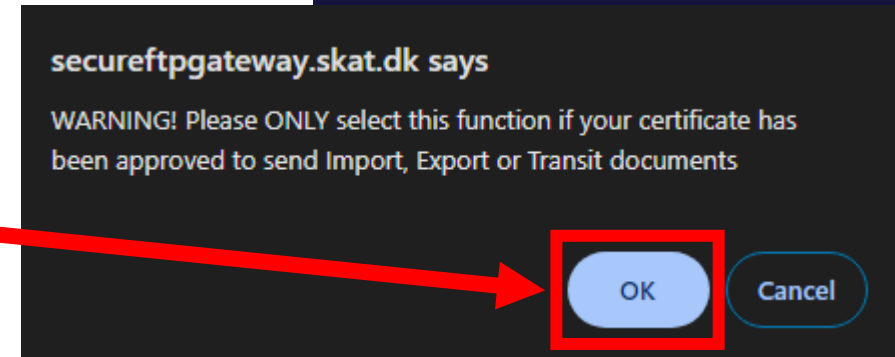 secureftpgateway.skat.dk says
WARNING! Please ONLY select this function if your certificate has
been approved to send Import, Export or Transit documents
OK
Cancel